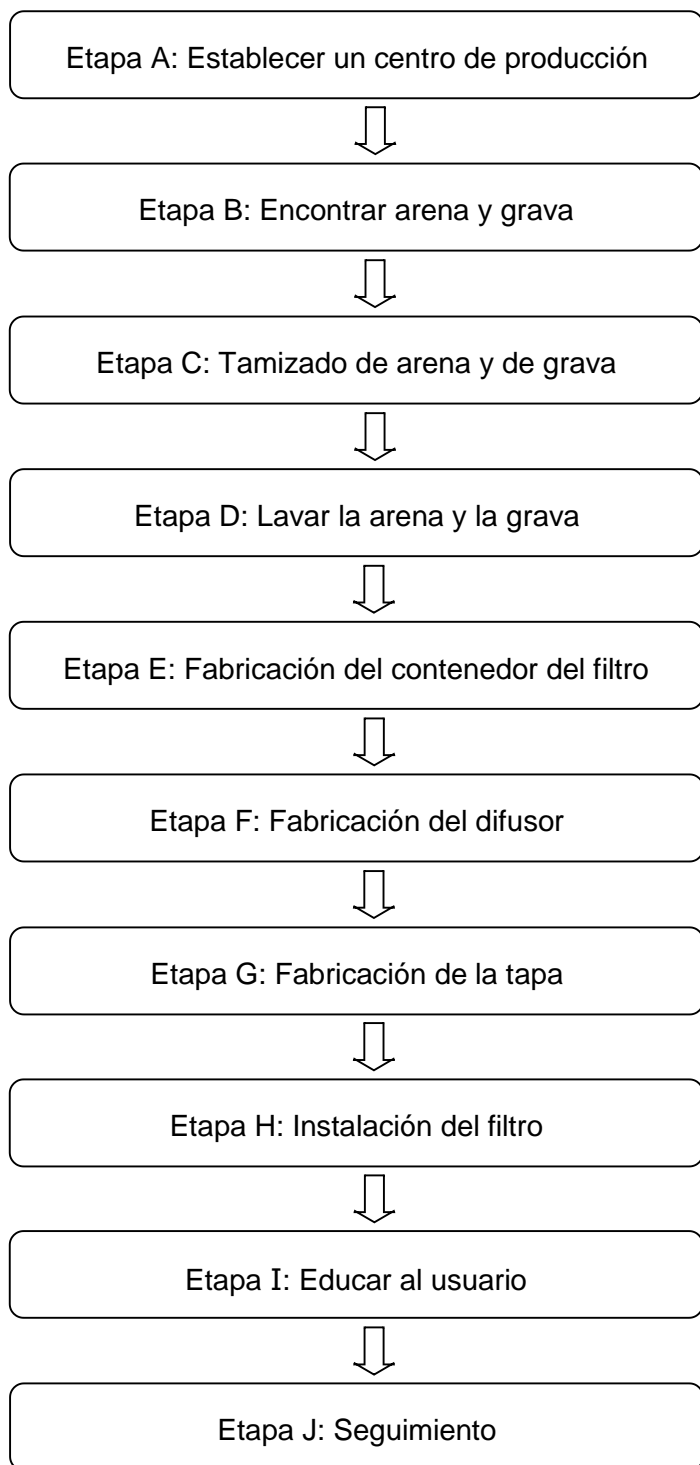 Etapa A: Establecer un centro de producción
Etapa B: Encontrar arena y grava
Etapa C: Tamizado de arena y de grava
Etapa D: Lavar la arena y la grava
Etapa E: Fabricación del contenedor del filtro
Etapa F: Fabricación del difusor
Etapa G: Fabricación de la tapa
Etapa H: Instalación del filtro
Etapa I: Educar al usuario
Etapa J: Seguimiento